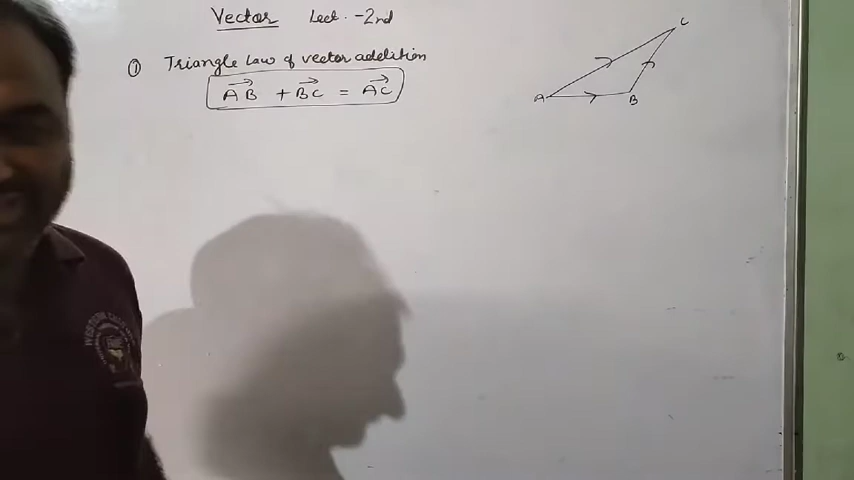 Vector Lect. -2nd
① Triangle law of vector addition
AB + BC = AC
C
A B